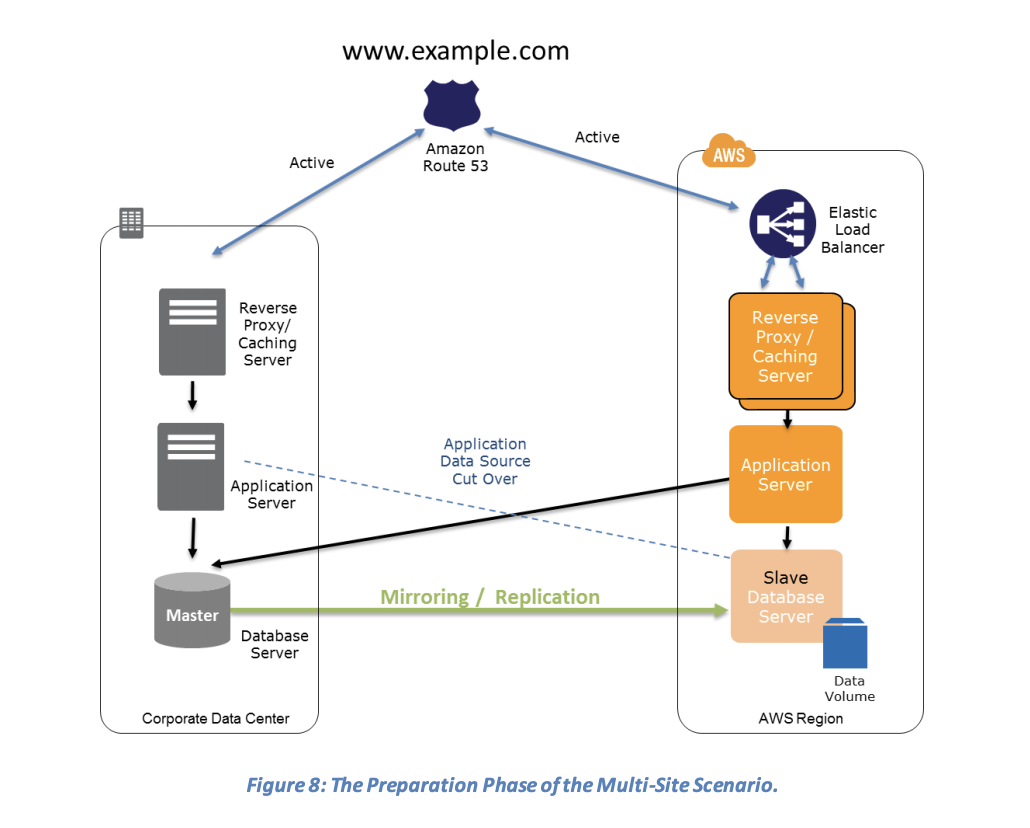 www.example.com
Amazon
Route 53
Active
Active
AWS
Elastic
Load
Balancer
Reverse
Proxy/
Caching
Server
Reverse
Proxy /
Caching
Server
Application
Data Source
Cut Over
Application
Server
Application
Server
Slave
Database
Server
Mirroring / Replication
Master
Database
Server
Data
Volume
Corporate Data Center
AWS Region
Figure 8: The Preparation Phase of the Multi-Site Scenario.